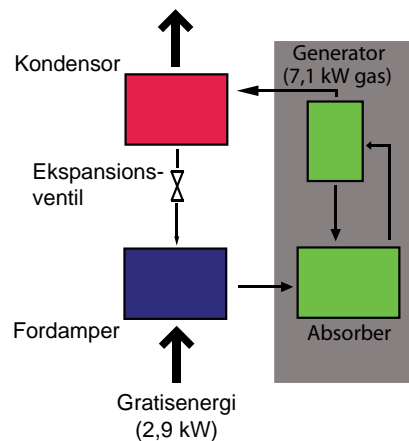 Kondensor
Generator
(7,1 kW gas)
Ekspansions-
ventil
Fordamper
Absorber
Gratisenergi
(2,9 kW)